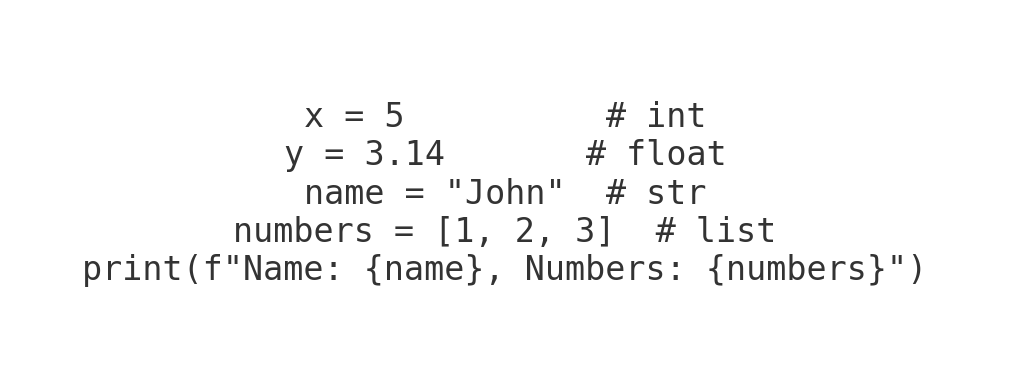 x = 5          # int
y = 3.14       # float
name = "John"  # str
numbers = [1, 2, 3]  # list
print(f"Name: {name}, Numbers: {numbers}")